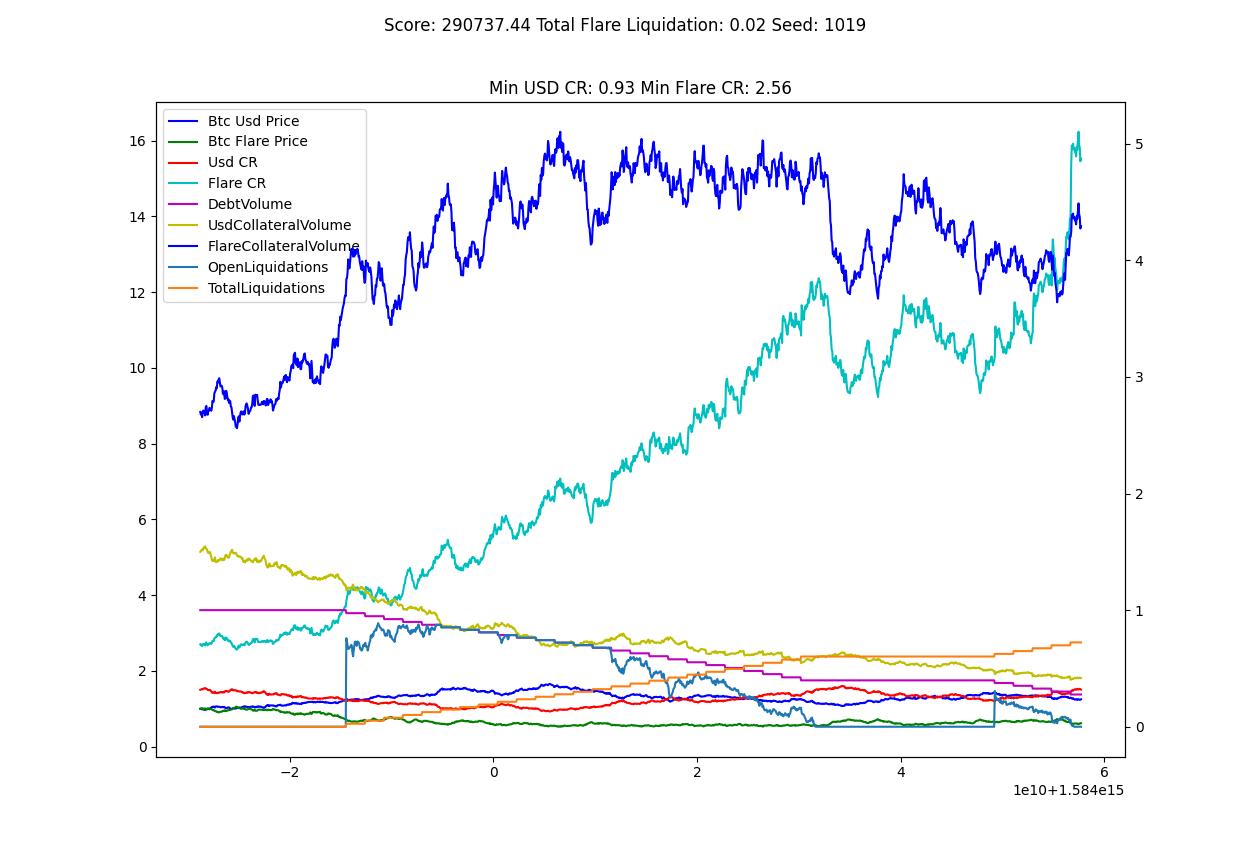 Score: 290737.44 Total Flare Liquidation: 0.02 Seed: 1019
Min USD CR: 0.93 Min Flare CR: 2.56
Btc Usd Price
Btc Flare Price
Usd CR
Flare CR
DebtVolume
UsdCollateralVolume
FlareCollateralVolume
OpenLiquidations
TotalLiquidations
16
14
12
10
8
6
4
2
0
5
4
3
2
1
0
−2
0
2
4
6
1e10+1.584e15